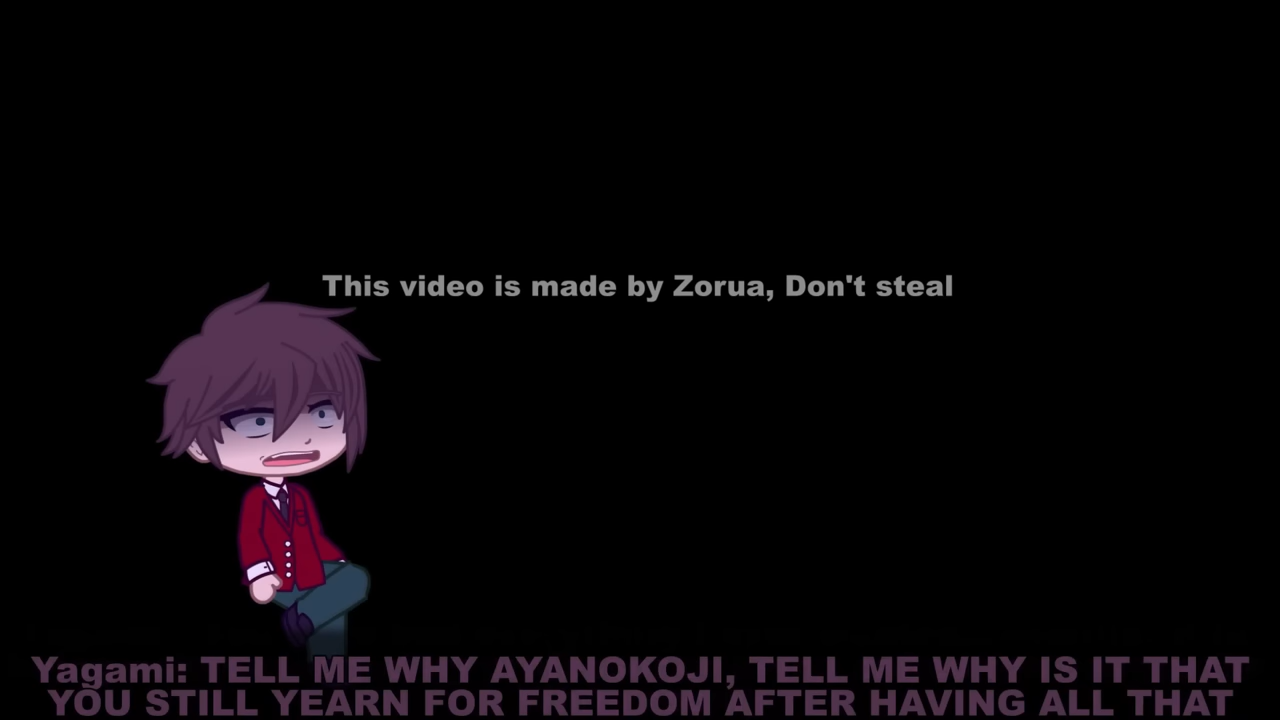 This video is made by Zorua, Don't steal
Yagami: TELL ME WHY AYANOKOJI, TELL ME WHY IS IT THAT
YOU STILL YEARN FOR FREEDOM AFTER HAVING ALL THAT